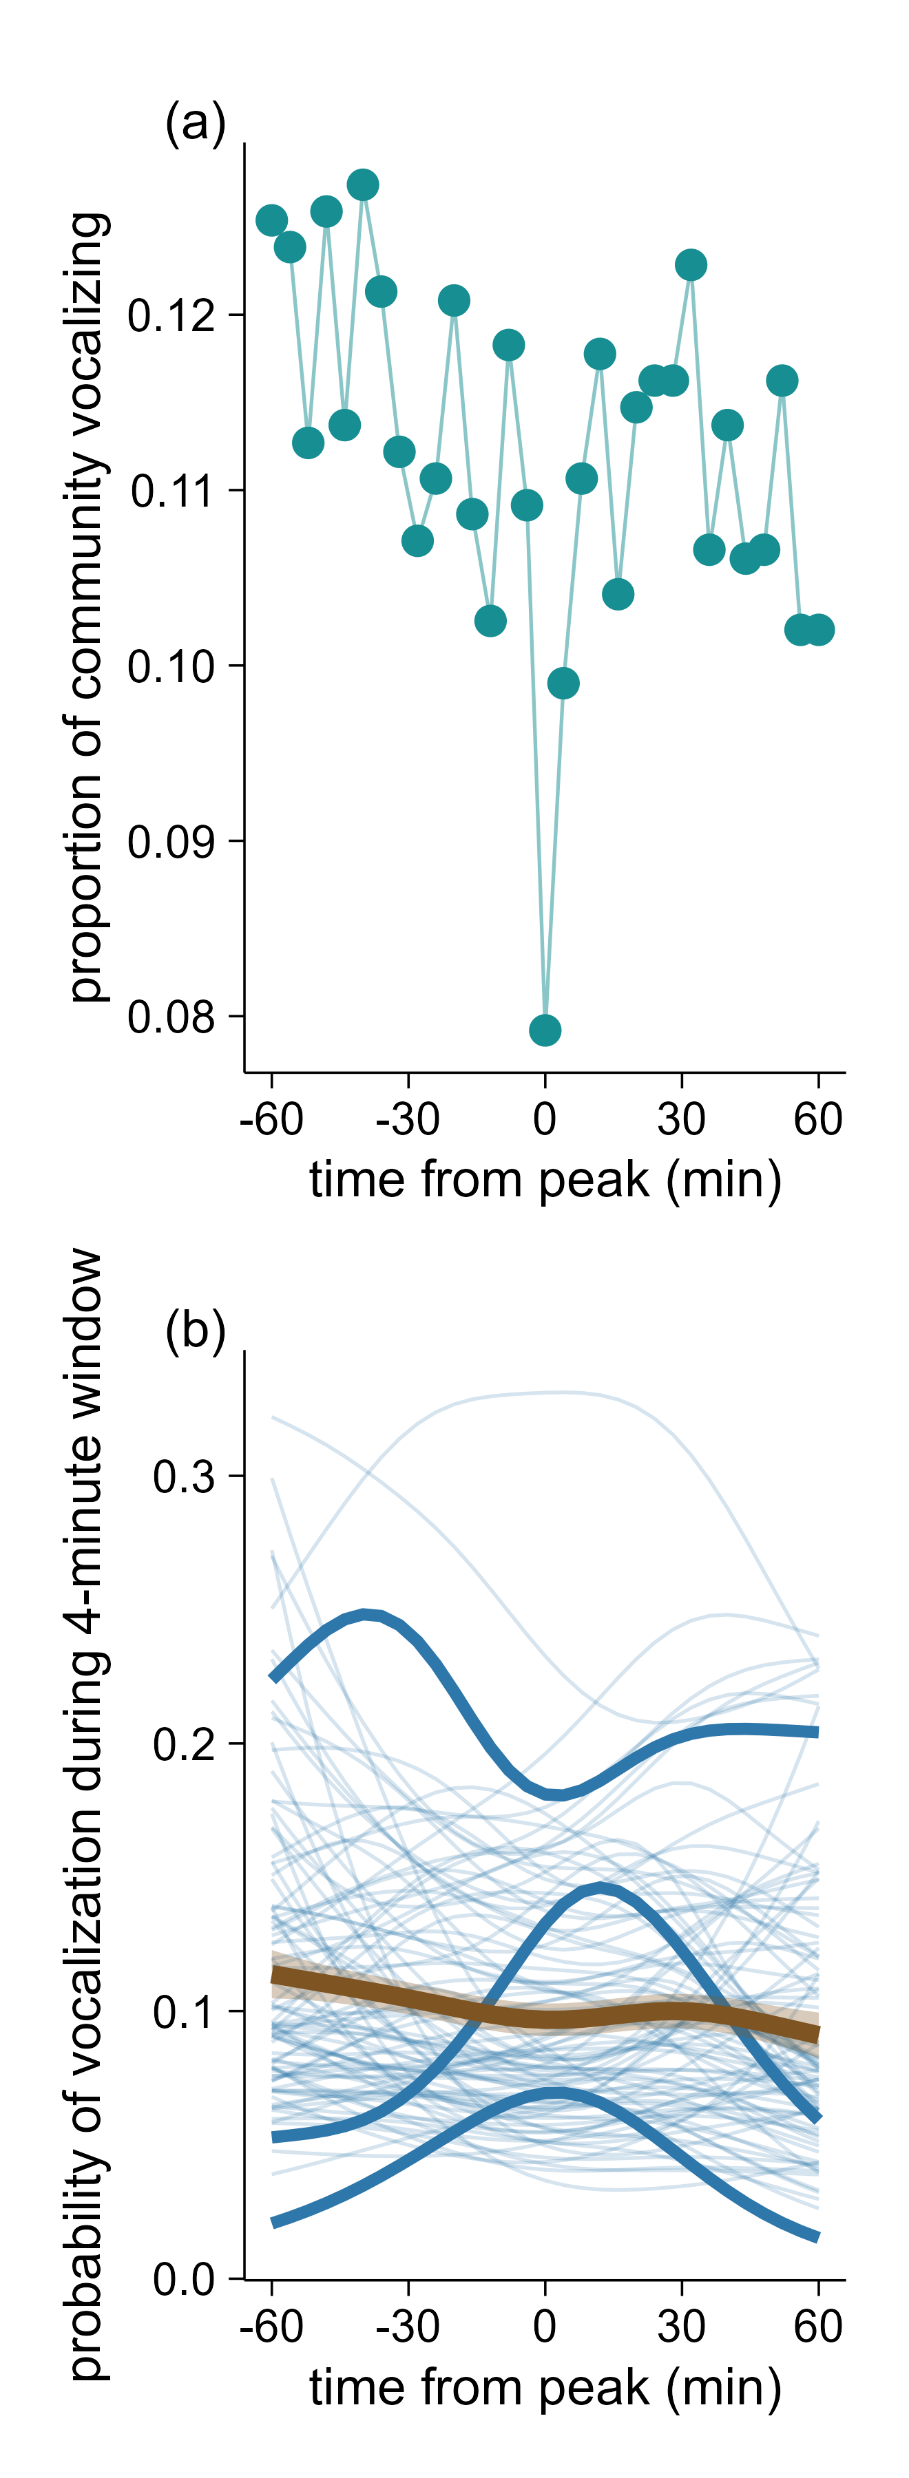 (a)
proportion of community vocalizing
0.12
0.11
0.10
0.09
0.08
-60 -30 0 30 60
time from peak (min)
(b)
probability of vocalization during 4-minute window
0.3
0.2
0.1
0.0
-60 -30 0 30 60
time from peak (min)